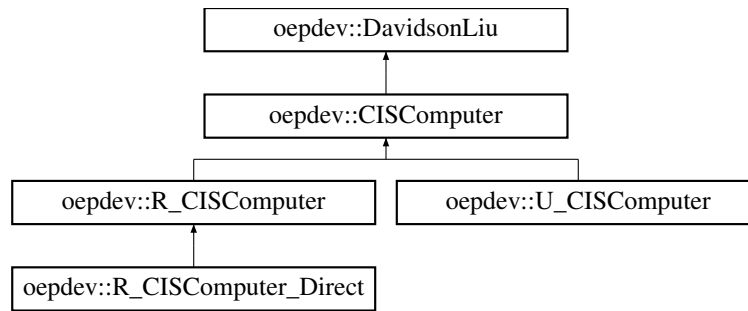 oepdev::DavidsonLiu
oepdev::CISComputer
oepdev::R_CISComputer
oepdev::U_CISComputer
oepdev::R_CISComputer_Direct